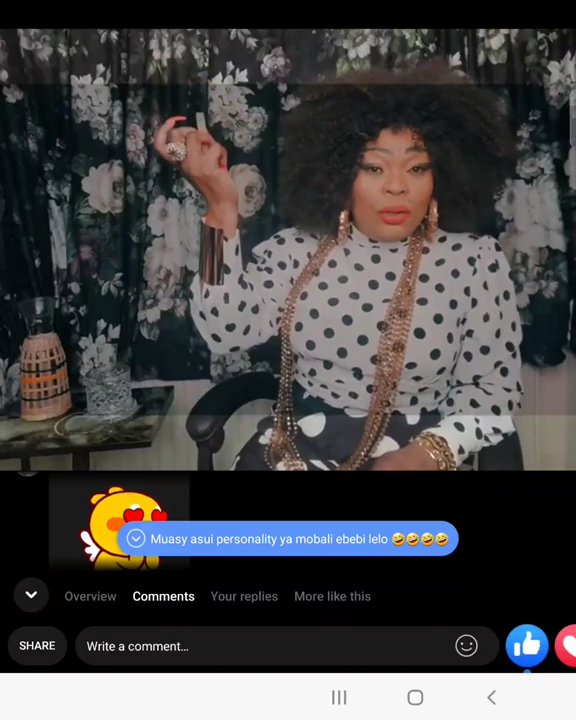 Muasy asui personality ya mobali ebebi lelo 🤣🤣🤣🤣
Overview Comments Your replies More like this
SHARE Write a comment...